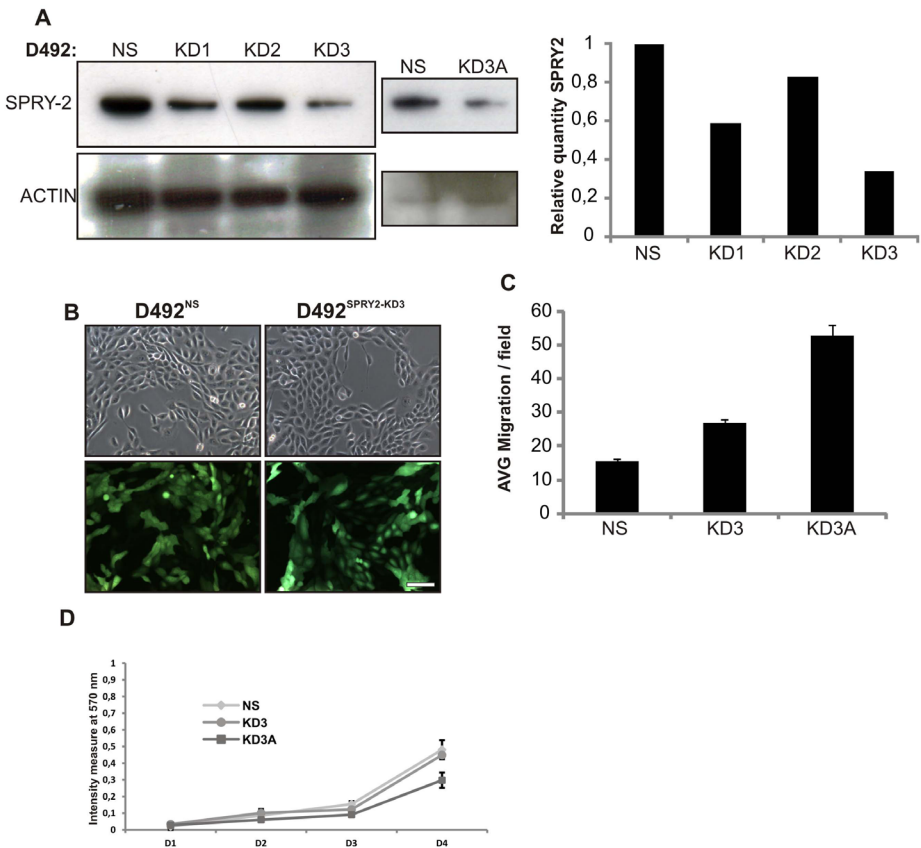 A
D492: NS KD1 KD2 KD3
NS KD3A
SPRY-2
ACTIN
Relative quantity SPRY2
1
0,8
0,6
0,4
0,2
0
NS KD1 KD2 KD3
B
D492NS D492SPRY2-KD3
C
AVG Migration / field
60
50
40
30
20
10
0
NS KD3 KD3A
D
Intensity measure at 570 nm
1
0,9
0,8
0,7
0,6
0,5
0,4
0,3
0,2
0,1
0
NS
KD3
KD3A
D1 D2 D3 D4